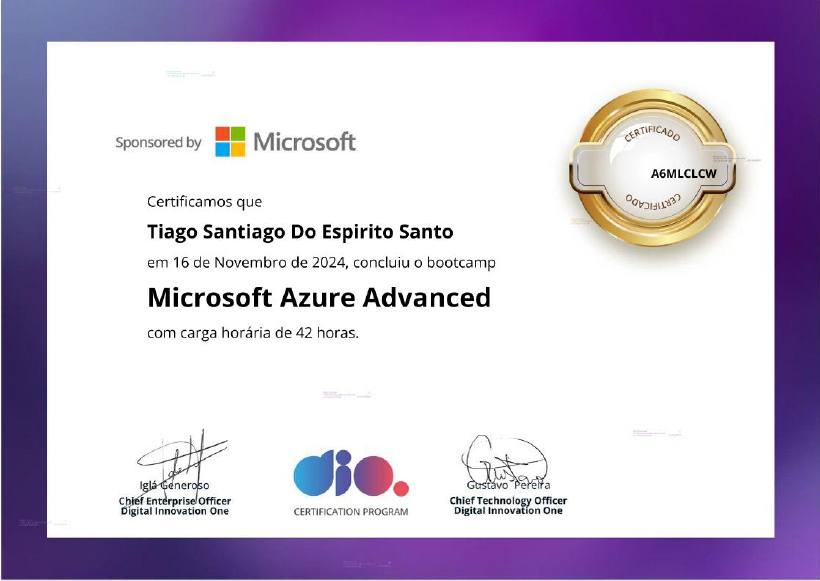 Sponsored by Microsoft
CERTIFICADO
A6MLCLCW
CERTIFICADO
Certificamos que
Tiago Santiago Do Espirito Santo
em 16 de Novembro de 2024, concluiu o bootcamp
Microsoft Azure Advanced
com carga horária de 42 horas.
Iglá Generoso
Chief Enterprise Officer
Digital Innovation One
dio.
CERTIFICATION PROGRAM
Gustavo Pereira
Chief Technology Officer
Digital Innovation One